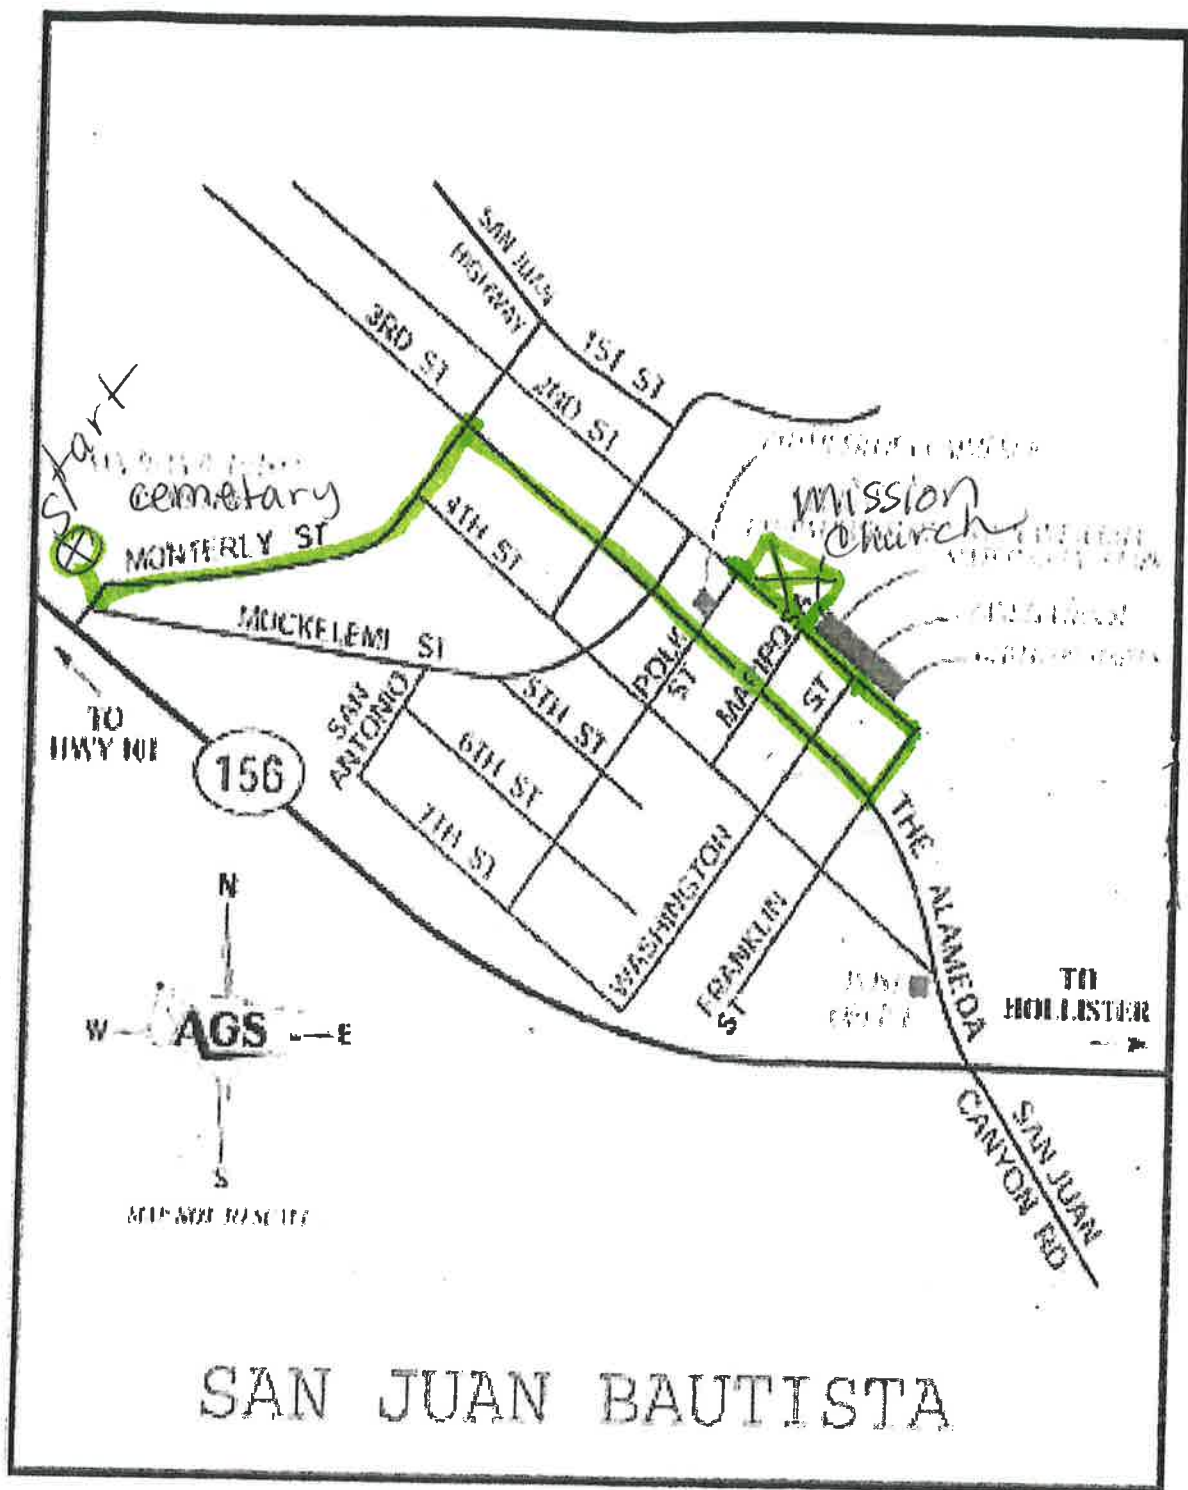 SAN JUAN
HIGHWAY
3RD ST
1ST ST
2ND ST
Start
cemetary
MONTERLY ST
4TH ST
mission
church
MUCKELEMI ST
POLK
ST
MARIPOSA
ST
TO
HWY 101
156
SAN
ANTONIO
5TH ST
6TH ST
7TH ST
WASHINGTON
FRANKLIN
ST
THE ALAMEDA
TO
HOLLISTER
N
W
AGS
E
S
SAN JUAN
CANYON RD
SAN JUAN BAUTISTA